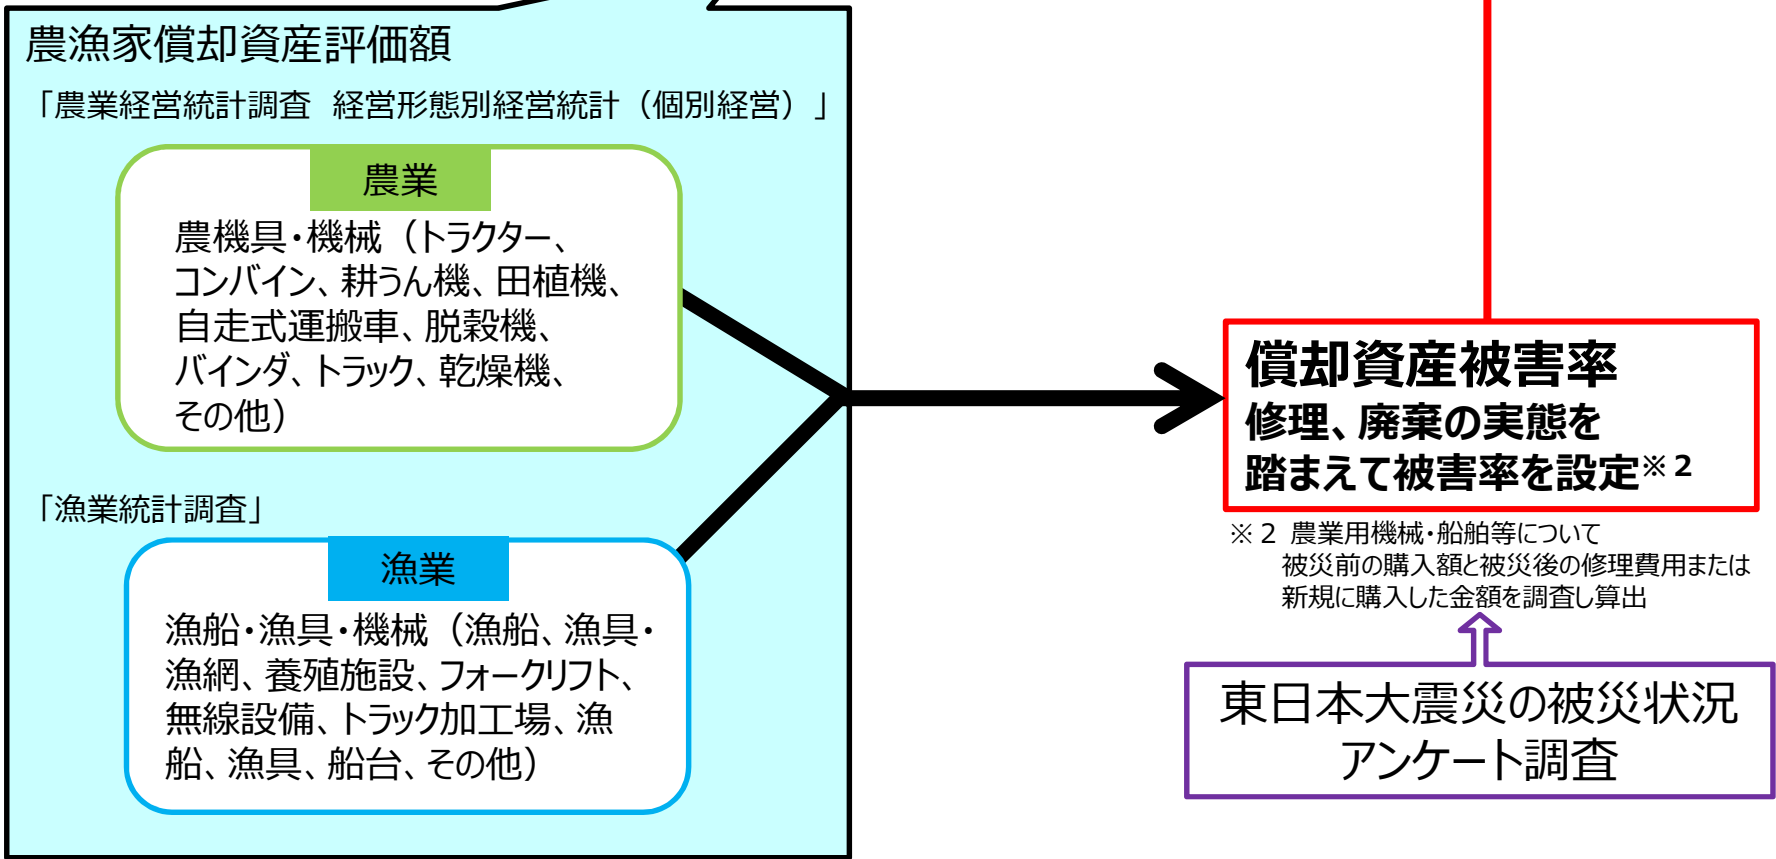 農漁家償却資産評価額
「農業経営統計調査 経営形態別経営統計（個別経営）」
農業
農機具・機械（トラクター、
コンバイン、耕うん機、田植機、
自走式運搬車、脱穀機、
バインダ、トラック、乾燥機、
その他）
「漁業統計調査」
漁業
漁船・漁具・機械（漁船、漁具・
漁網、養殖施設、フォークリフト、
無線設備、トラック加工場、漁
船、漁具、船台、その他）
償却資産被害率
修理、廃棄の実態を
踏まえて被害率を設定※２
※２ 農業用機械・船舶等について
被災前の購入額と被災後の修理費用または
新規に購入した金額を調査し算出
東日本大震災の被災状況
アンケート調査